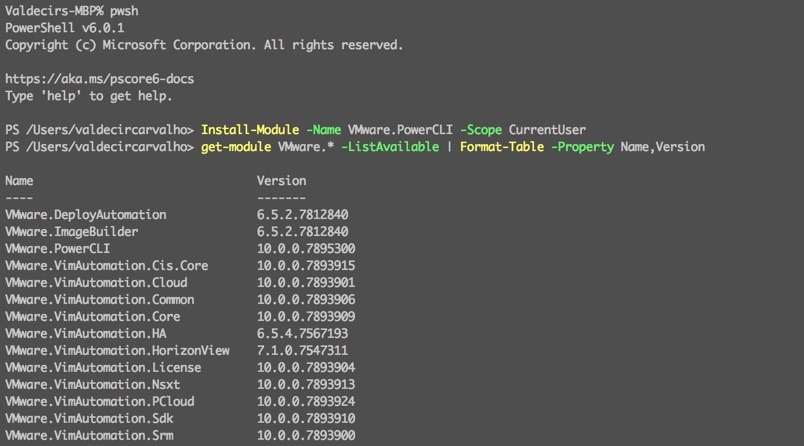 Valdecirs-MBP% pwsh
PowerShell v6.0.1
Copyright (c) Microsoft Corporation. All rights reserved.
https://aka.ms/pscore6-docs
Type 'help' to get help.
PS /Users/valdecircarvalho> Install-Module -Name VMware.PowerCLI -Scope CurrentUser
PS /Users/valdecircarvalho> get-module VMware.* -ListAvailable | Format-Table -Property Name,Version
Name Version
---- -------
VMware.DeployAutomation 6.5.2.7812840
VMware.ImageBuilder 6.5.2.7812840
VMware.PowerCLI 10.0.0.7895300
VMware.VimAutomation.Cis.Core 10.0.0.7893915
VMware.VimAutomation.Cloud 10.0.0.7893901
VMware.VimAutomation.Common 10.0.0.7893906
VMware.VimAutomation.Core 10.0.0.7893909
VMware.VimAutomation.HA 6.5.4.7567193
VMware.VimAutomation.HorizonView 7.1.0.7547311
VMware.VimAutomation.License 10.0.0.7893904
VMware.VimAutomation.Nsxt 10.0.0.7893913
VMware.VimAutomation.PCloud 10.0.0.7893924
VMware.VimAutomation.Sdk 10.0.0.7893910
VMware.VimAutomation.Srm 10.0.0.7893900